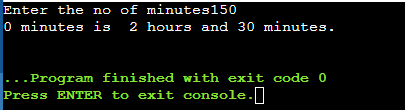 Enter the no of minutes150
0 minutes is  2 hours and 30 minutes.
...Program finished with exit code 0
Press ENTER to exit console.